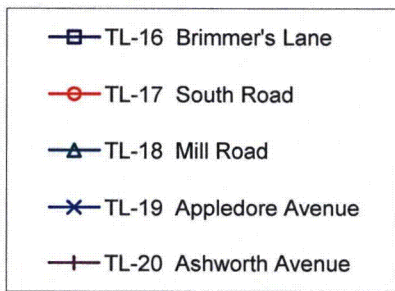 TL-16 Brimmer's Lane
TL-17 South Road
TL-18 Mill Road
TL-19 Appledore Avenue
TL-20 Ashworth Avenue